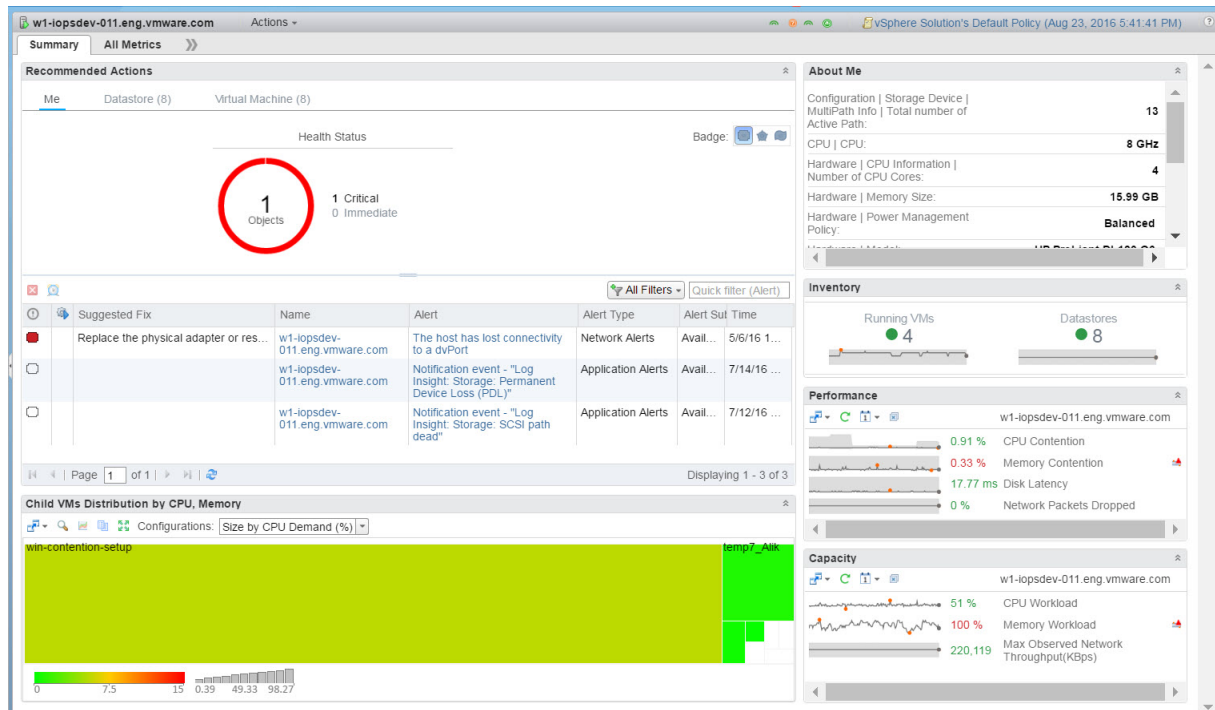 w1-iopsdev-011.eng.vmware.com Actions vSphere Solution's Default Policy (Aug 23, 2016 5:41:41 PM)
Summary All Metrics
Recommended Actions
Me Datastore (8) Virtual Machine (8)
Health Status
Badge:
1
Objects
1 Critical
0 Immediate
All Filters Quick filter (Alert)
Suggested Fix Name Alert Alert Type Alert Sul Time
Replace the physical adapter or res... w1-iopsdev-011.eng.vmware.com The host has lost connectivity to a dvPort Network Alerts Avail... 5/6/16 1...
w1-iopsdev-011.eng.vmware.com Notification event - "Log Insight: Storage: Permanent Device Loss (PDL)" Application Alerts Avail... 7/14/16 ...
w1-iopsdev-011.eng.vmware.com Notification event - "Log Insight: Storage: SCSI path dead" Application Alerts Avail... 7/12/16 ...
Page 1 of 1 Displaying 1 - 3 of 3
Child VMs Distribution by CPU, Memory
Configurations: Size by CPU Demand (%)
win-contention-setup temp7_Alik
0 7.5 15 0.39 49.33 98.27
About Me
Configuration | Storage Device |
MultiPath Info | Total number of 13
Active Path:
CPU | CPU: 8 GHz
Hardware | CPU Information |
Number of CPU Cores: 4
Hardware | Memory Size: 15.99 GB
Hardware | Power Management
Policy: Balanced
Inventory
Running VMs Datastores
4 8
Performance
w1-iopsdev-011.eng.vmware.com
0.91 % CPU Contention
0.33 % Memory Contention
17.77 ms Disk Latency
0 % Network Packets Dropped
Capacity
w1-iopsdev-011.eng.vmware.com
51 % CPU Workload
100 % Memory Workload
220,119 Max Observed Network
Throughput(KBps)